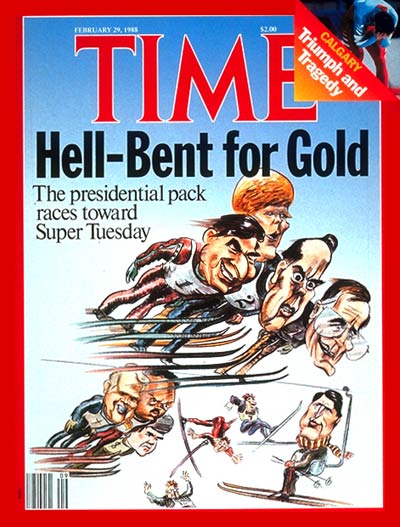 FEBRUARY 29, 1988
$2.00
TIME
CALGARY
Triumph and
Tragedy
Hell-Bent for Gold
The presidential pack
races toward
Super Tuesday
09